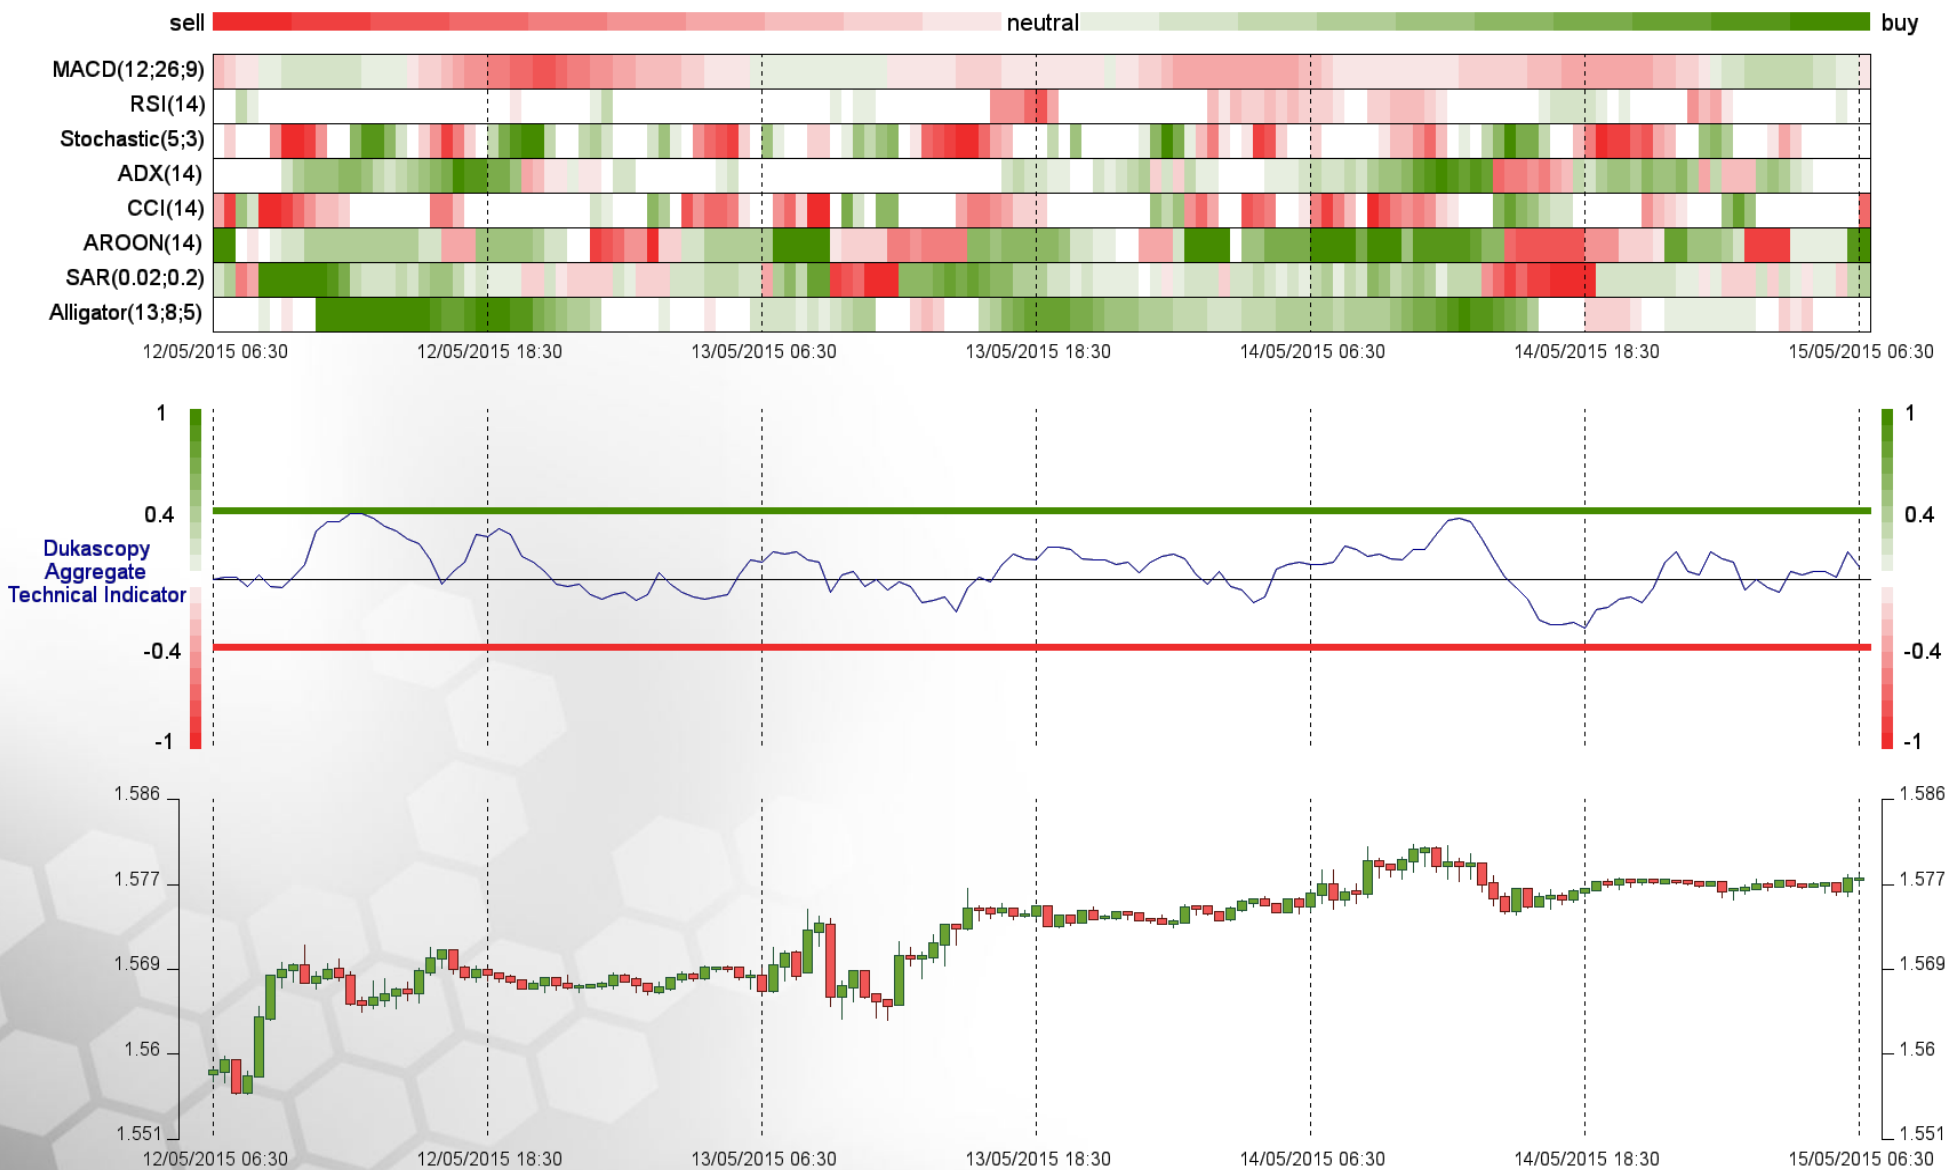 sell neutral buy
MACD(12;26;9)
RSI(14)
Stochastic(5;3)
ADX(14)
CCI(14)
AROON(14)
SAR(0.02;0.2)
Alligator(13;8;5)
12/05/2015 06:30 12/05/2015 18:30 13/05/2015 06:30 13/05/2015 18:30 14/05/2015 06:30 14/05/2015 18:30 15/05/2015 06:30
1 1
0.4 0.4
Dukascopy
Aggregate
Technical Indicator
-0.4 -0.4
-1 -1
1.586 1.586
1.577 1.577
1.569 1.569
1.56 1.56
1.551 1.551
12/05/2015 06:30 12/05/2015 18:30 13/05/2015 06:30 13/05/2015 18:30 14/05/2015 06:30 14/05/2015 18:30 15/05/2015 06:30